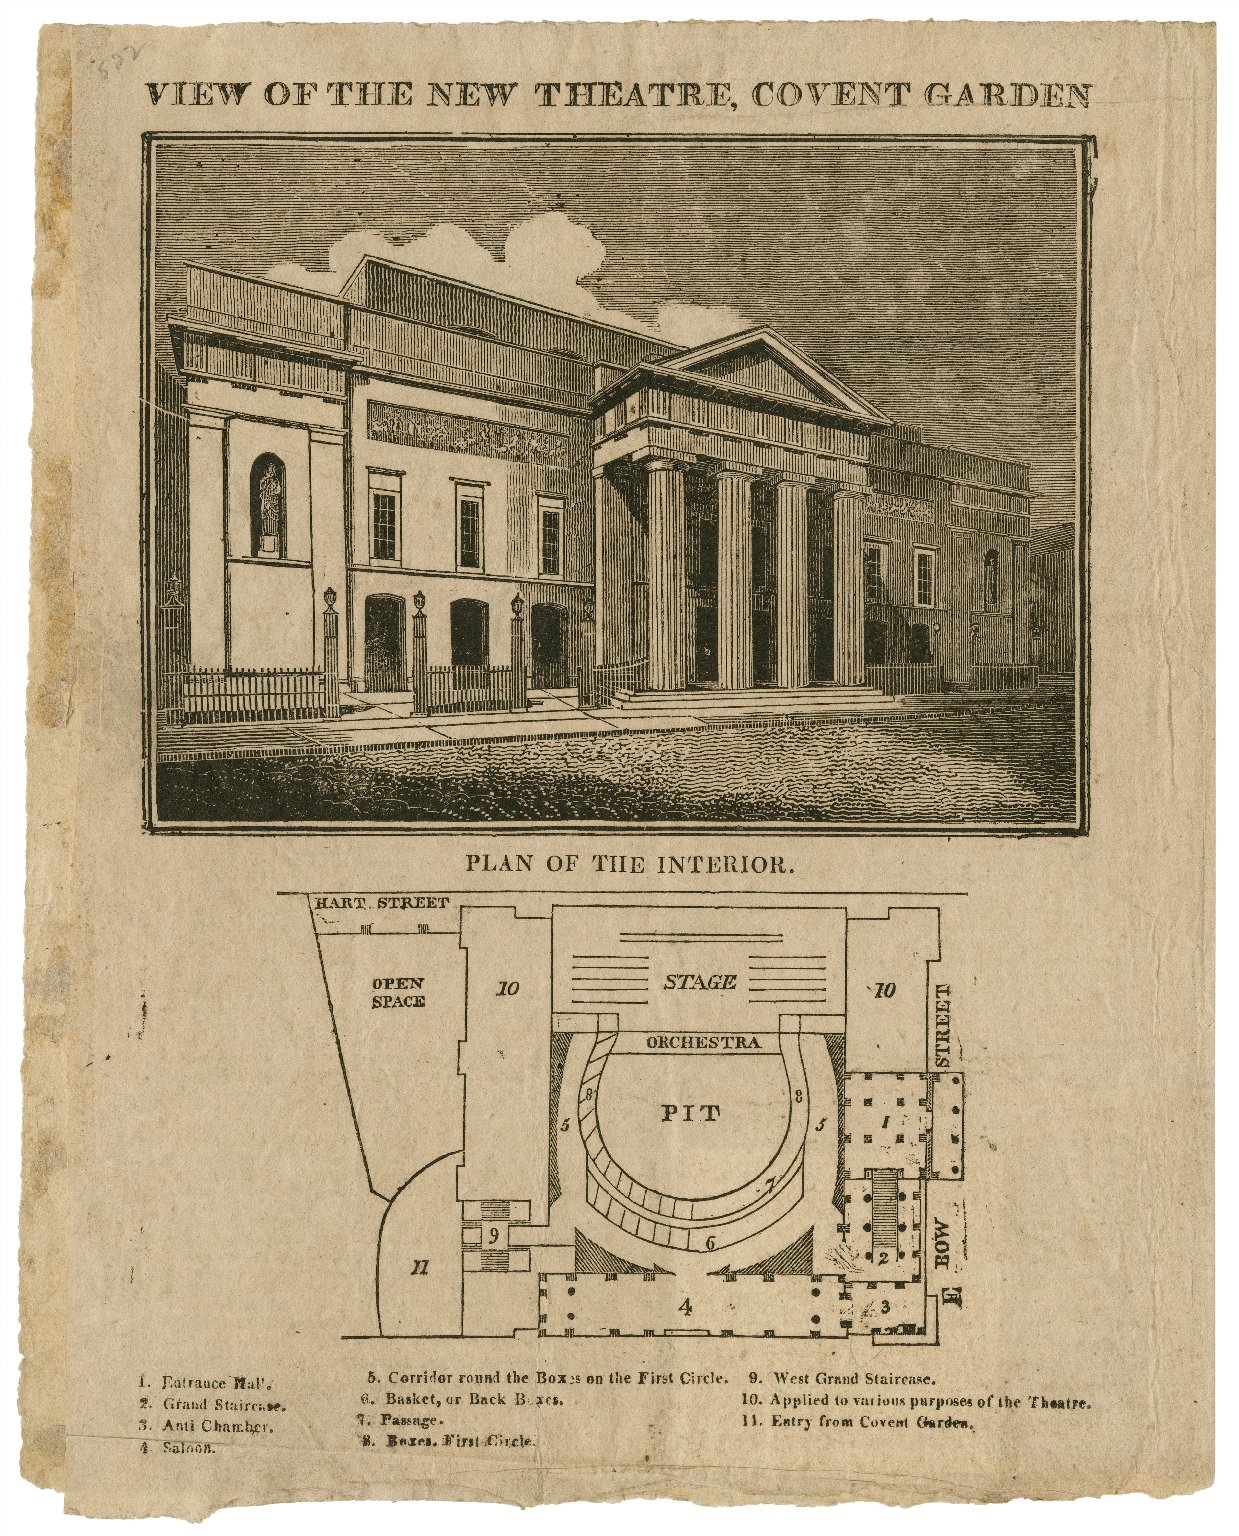 522
VIEW OF THE NEW THEATRE, COVENT GARDEN
PLAN OF THE INTERIOR.
HART STREET
OPEN
SPACE
10
STAGE
10
ORCHESTRA
STREET
PIT
8
8
5
5
1
7
6
9
2
BOW
E
11
4
3
1. Entrance Hall.
2. Grand Staircase.
3. Anti Chamber.
4 Saloon.
5. Corridor round the Boxes on the First Circle.
6. Basket, or Back Boxes.
7. Passage.
8. Boxes. First Circle.
9. West Grand Staircase.
10. Applied to various purposes of the Theatre.
11. Entry from Covent Garden.